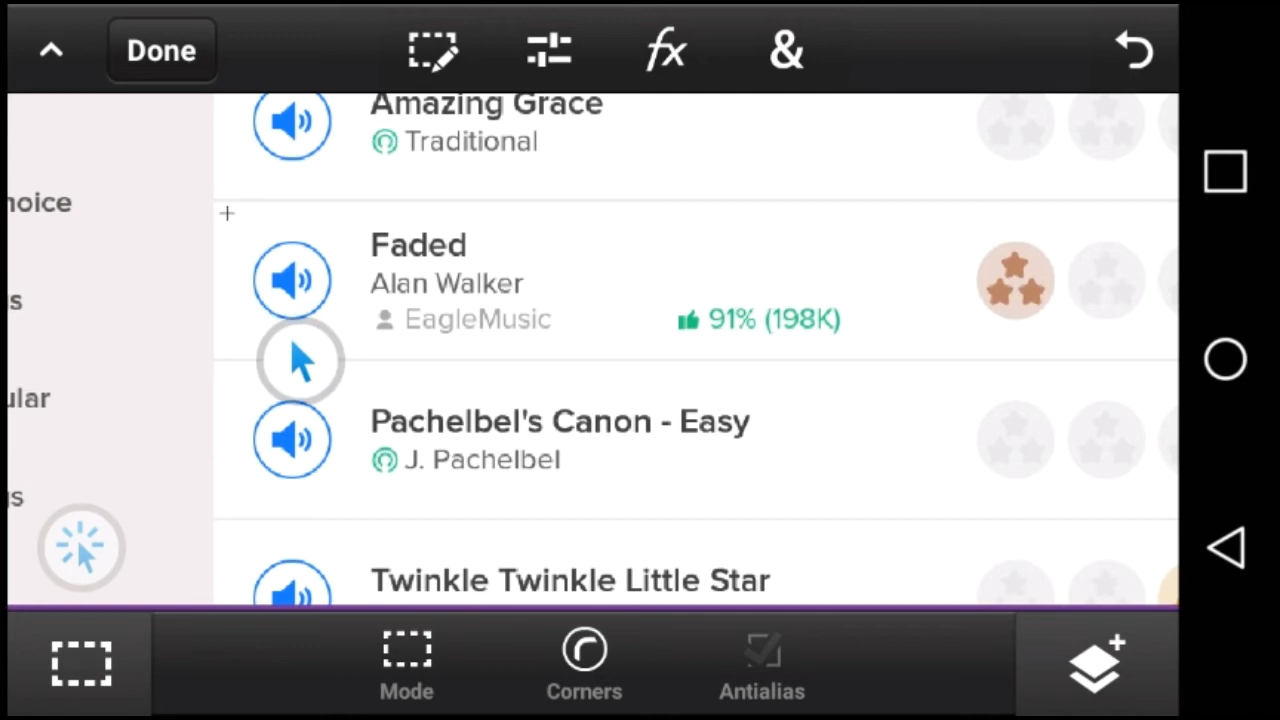 Done
fx
&
Amazing Grace
Traditional
hoice
Faded
Alan Walker
EagleMusic
91% (198K)
s
ular
Pachelbel's Canon - Easy
J. Pachelbel
gs
Twinkle Twinkle Little Star
Mode
Corners
Antialias